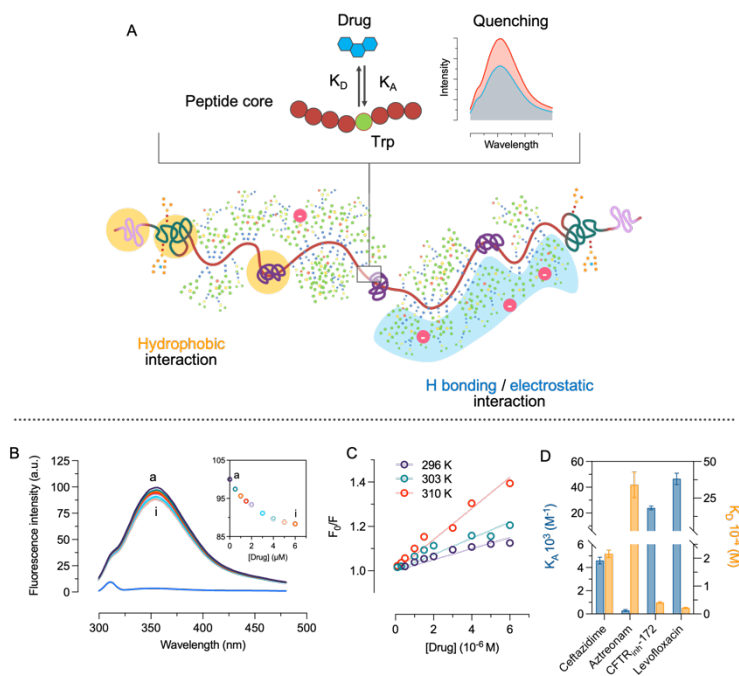 A
Drug
Quenching
K_D
K_A
Intensity
Peptide core
Trp
Wavelength
-
-
-
-
Hydrophobic
interaction
H bonding / electrostatic
interaction
B
Fluorescence intensity (a.u.)
125
100
75
50
25
0
a
i
300
350
400
450
500
Wavelength (nm)
100
95
90
85
a
i
0
2
4
6
[Drug] (µM)
C
F₀/F
1.4
1.2
1.0
296 K
303 K
310 K
0
2
4
6
[Drug] (10⁻⁶ M)
D
K_A 10³ (M⁻¹)
60
40
20
6
4
2
0
50
25
2
1
0
K_D 10⁻⁴ (M)
Ceftazidime
Aztreonam
CFTR_inh-172
Levofloxacin